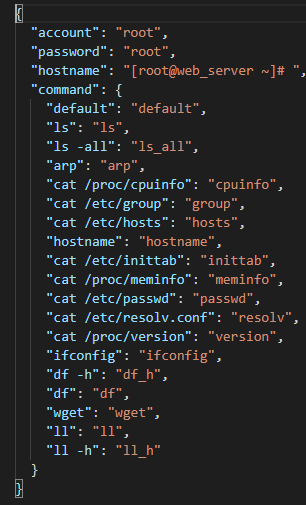 {
"account": "root",
"password": "root",
"hostname": "[root@web_server ~]# ",
"command": {
"default": "default",
"ls": "ls",
"ls -all": "ls_all",
"arp": "arp",
"cat /proc/cpuinfo": "cpuinfo",
"cat /etc/group": "group",
"cat /etc/hosts": "hosts",
"hostname": "hostname",
"cat /etc/inittab": "inittab",
"cat /proc/meminfo": "meminfo",
"cat /etc/passwd": "passwd",
"cat /etc/resolv.conf": "resolv",
"cat /proc/version": "version",
"ifconfig": "ifconfig",
"df -h": "df_h",
"df": "df",
"wget": "wget",
"ll": "ll",
"ll -h": "ll_h"
}
}